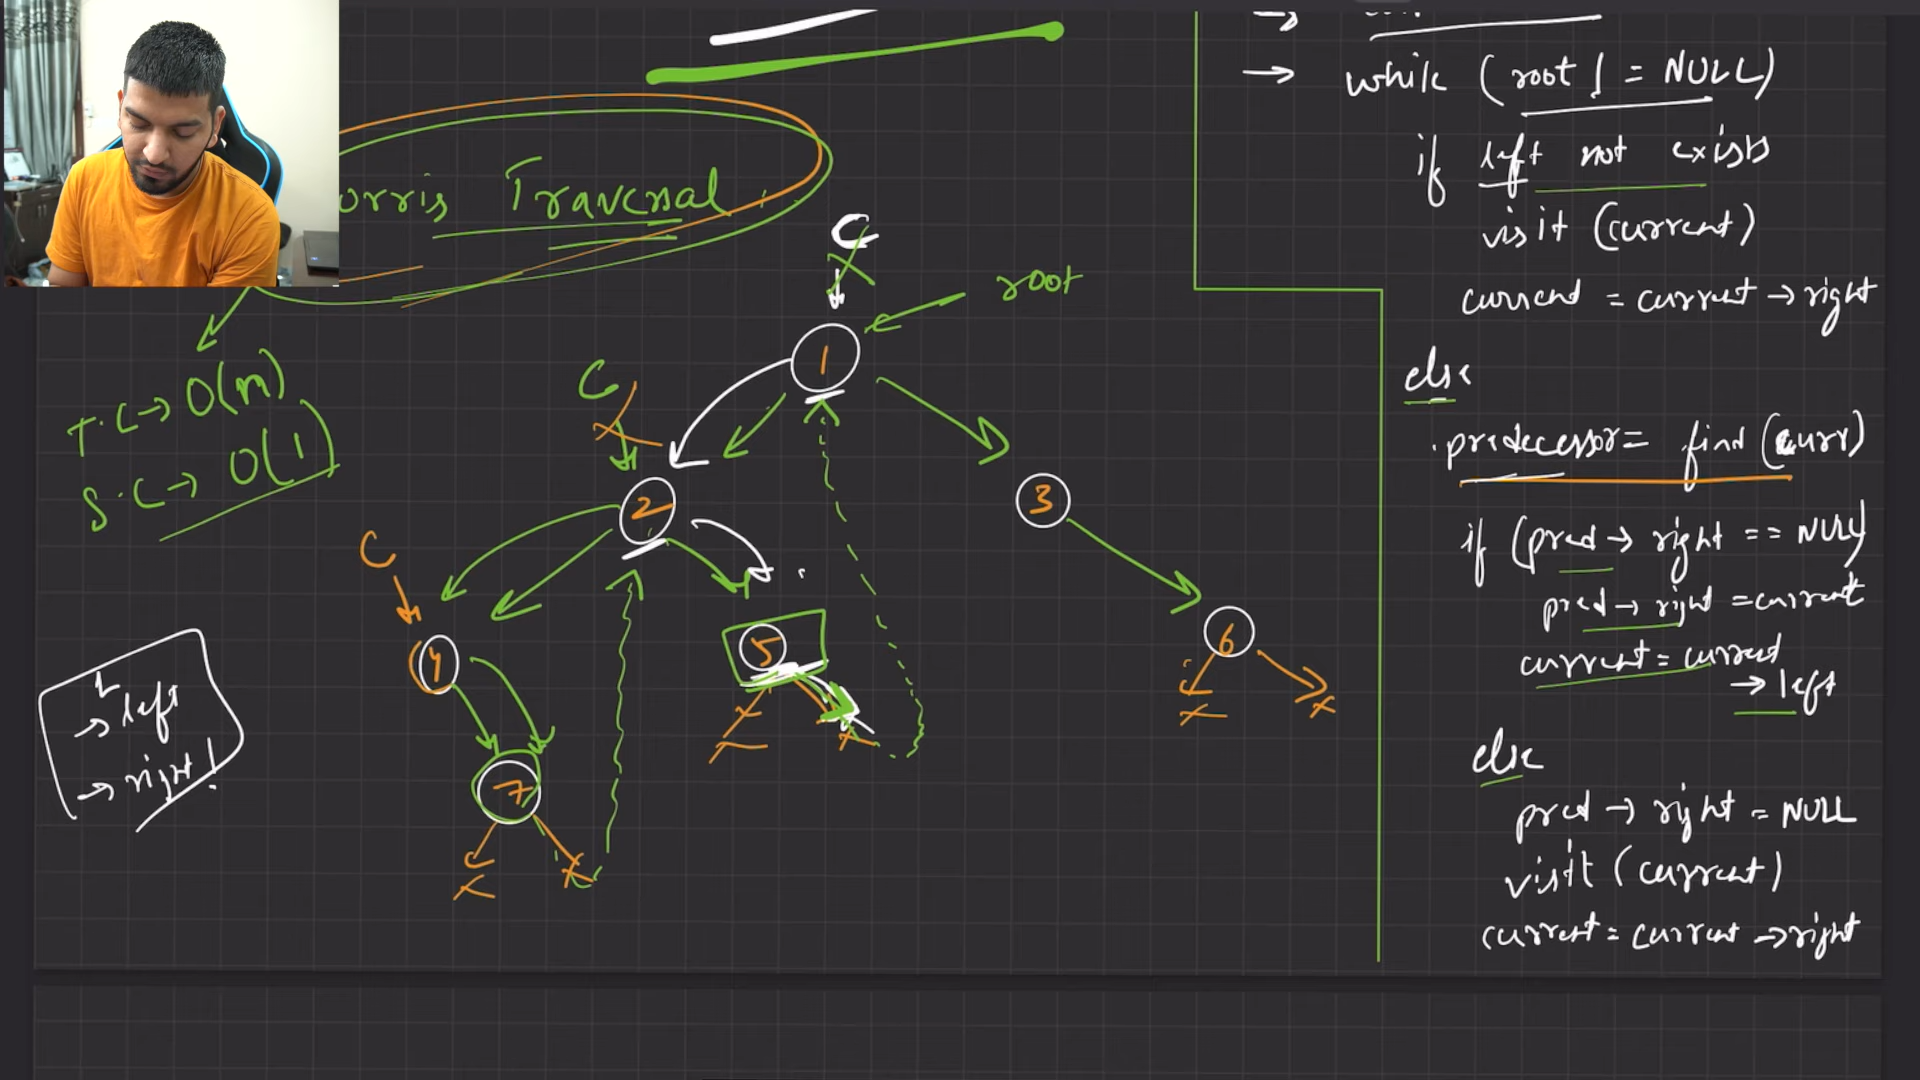 orris Traversal
T.C → O(n)
S.C → O(1)
→ left
→ right!
C
root
1
C
2
3
C
4
5
6
7
→ while (root != NULL)
if left not exists
visit (current)
current = current → right
else
predecessor = find (curr)
if (pred → right == NULL)
pred → right = current
current = current
→ left
else
pred → right = NULL
visit (current)
current = current → right